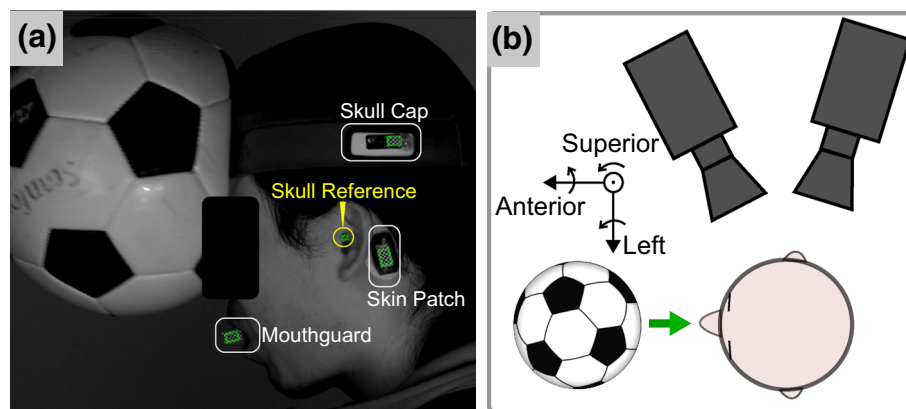 (a)
Skull Cap
Skull Reference
Skin Patch
Mouthguard
(b)
Superior
Anterior
Left